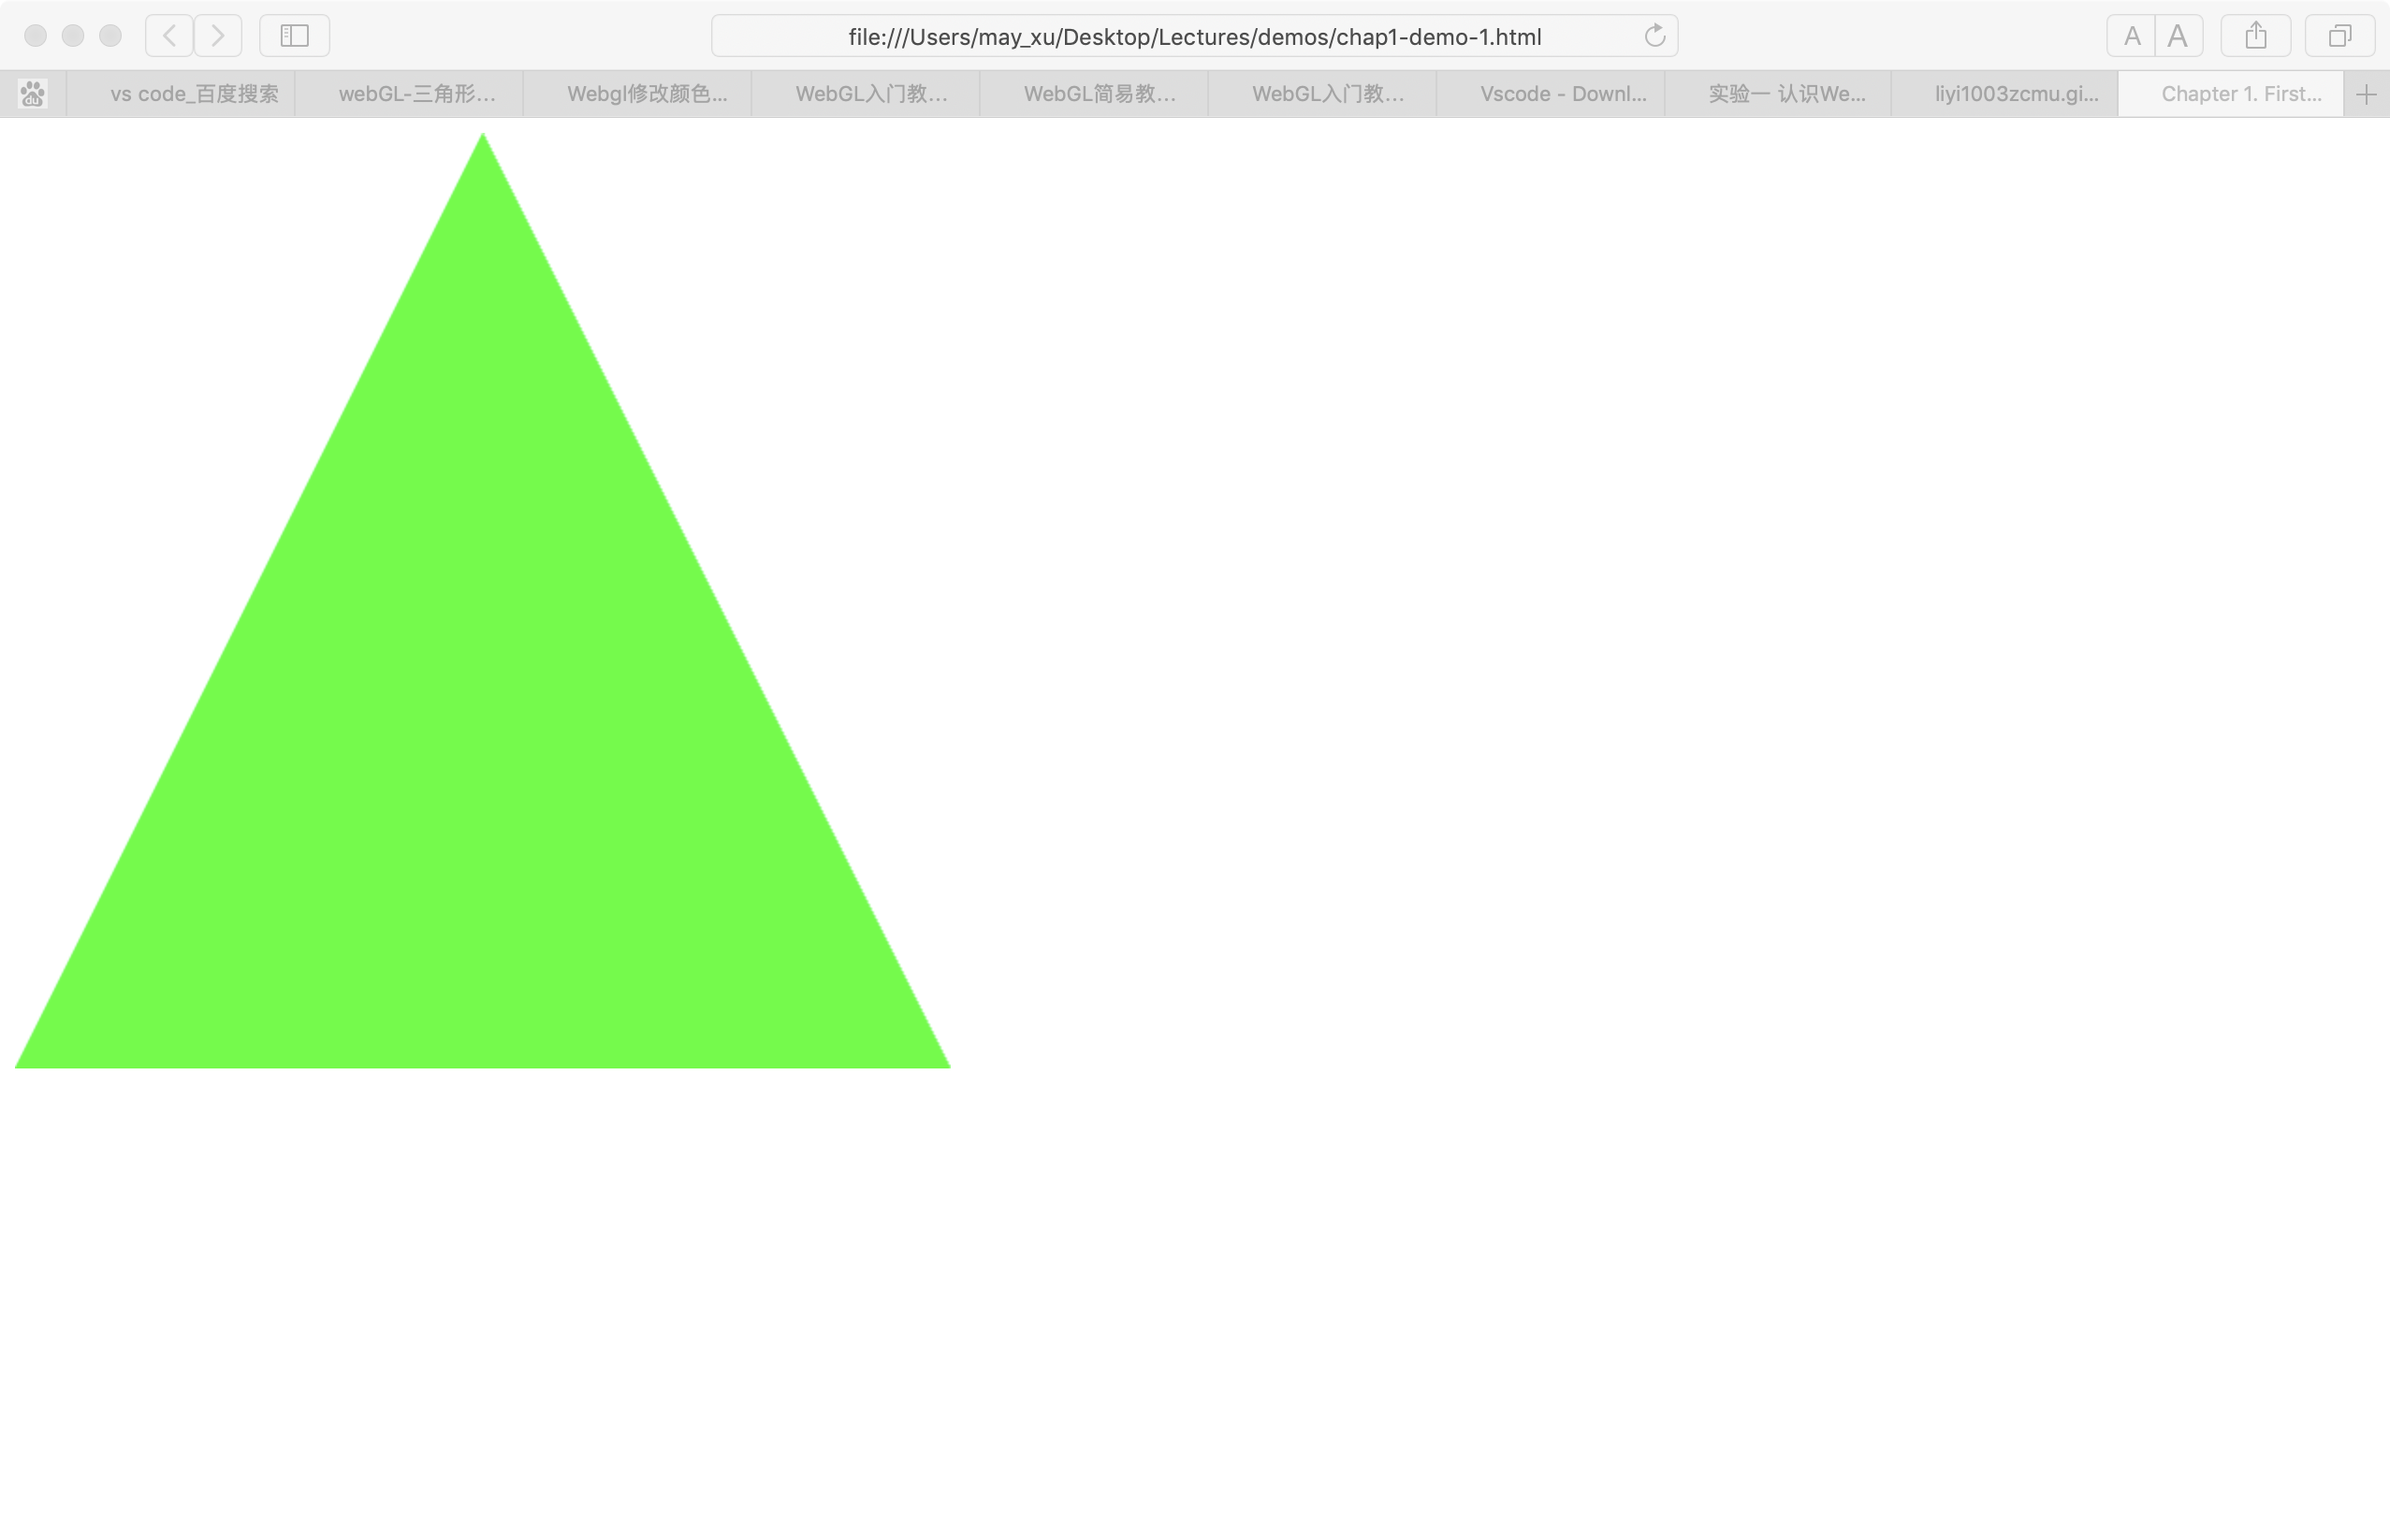 file:///Users/may_xu/Desktop/Lectures/demos/chap1-demo-1.html
A A
du
vs code_百度搜索
webGL-三角形…
Webgl修改颜色…
WebGL入门教…
WebGL简易教…
WebGL入门教…
Vscode - Downl…
实验一 认识We…
liyi1003zcmu.gi…
Chapter 1. First…